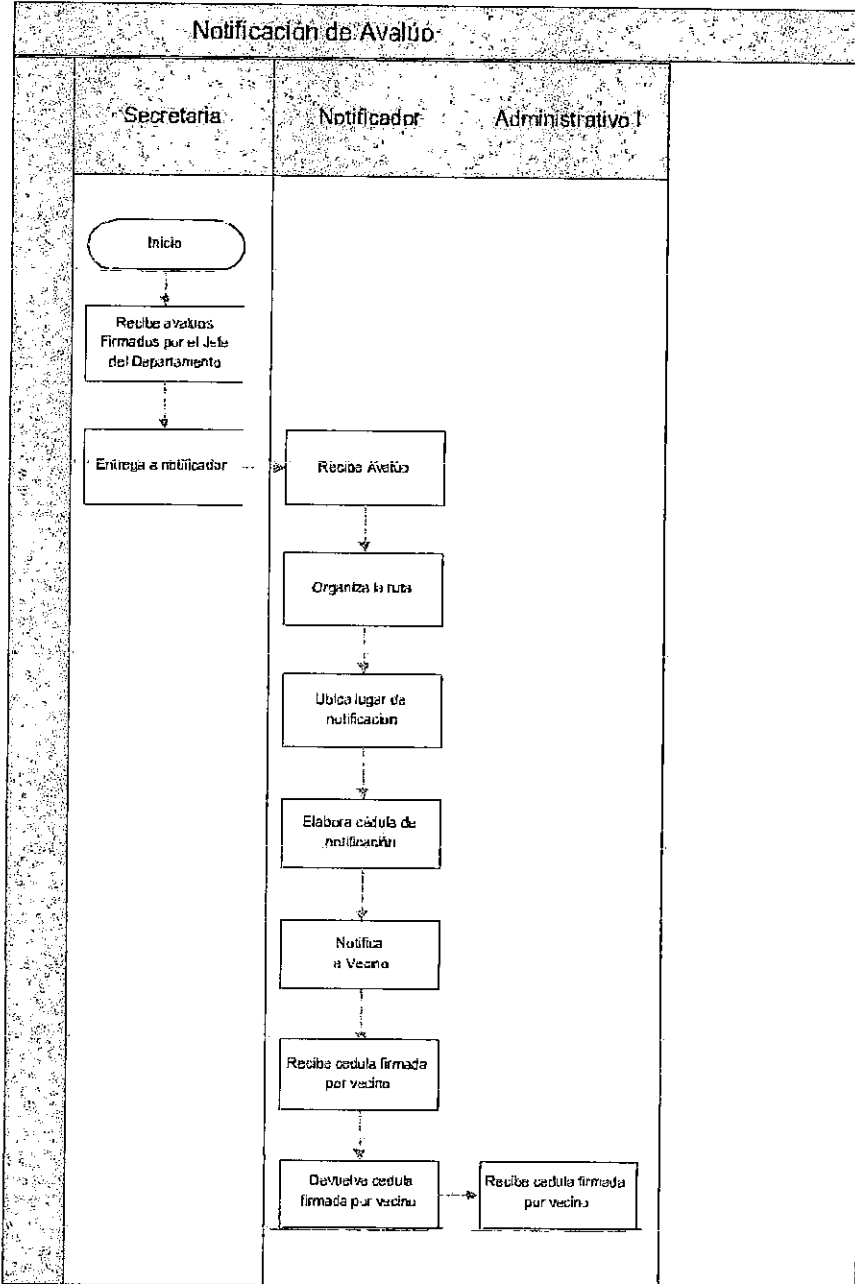 Notificación de Avalúo
Secretaria
Notificador
Administrativo I
Inicio
Recibe avalúos
Firmados por el Jefe
del Departamento
Entrega a notificador
Recibe Avalúo
Organiza la ruta
Ubica lugar de
notificacion
Elabora cédula de
notificación
Notifica
a Vecino
Recibe cedula firmada
por vecino
Devuelve cedula
firmada por vecino
Recibe cedula firmada
por vecino